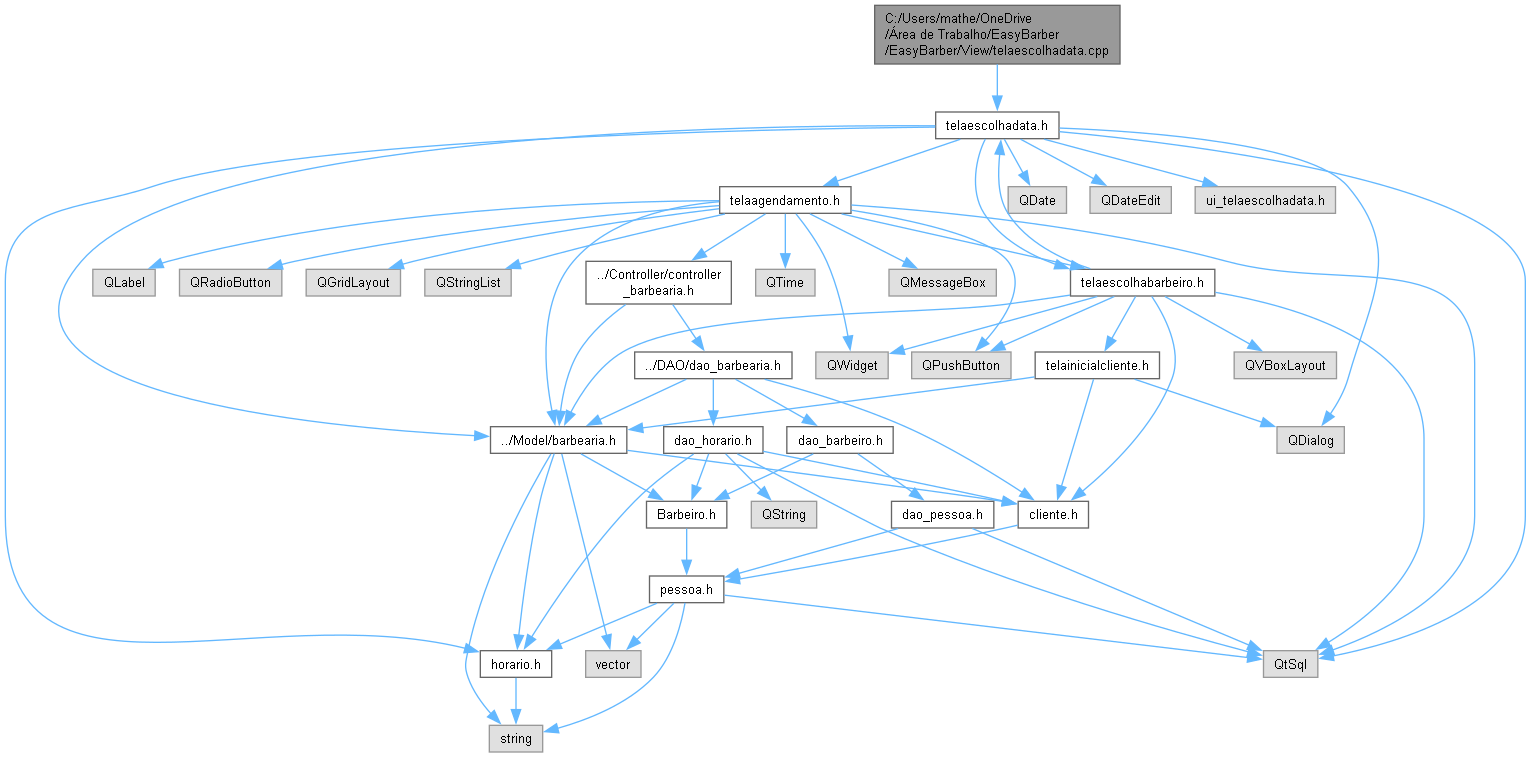 C:/Users/mathe/OneDrive
/Área de Trabalho/EasyBarber
/EasyBarber/View/telaescolhadata.cpp
telaescolhadata.h
telaagendamento.h
QDate
QDateEdit
ui_telaescolhadata.h
QLabel
QRadioButton
QGridLayout
QStringList
../Controller/controller
_barbearia.h
QTime
QMessageBox
telaescolhabarbeiro.h
../DAO/dao_barbearia.h
QWidget
QPushButton
telainicialcliente.h
QVBoxLayout
../Model/barbearia.h
dao_horario.h
dao_barbeiro.h
QDialog
Barbeiro.h
QString
dao_pessoa.h
cliente.h
pessoa.h
horario.h
vector
QtSql
string